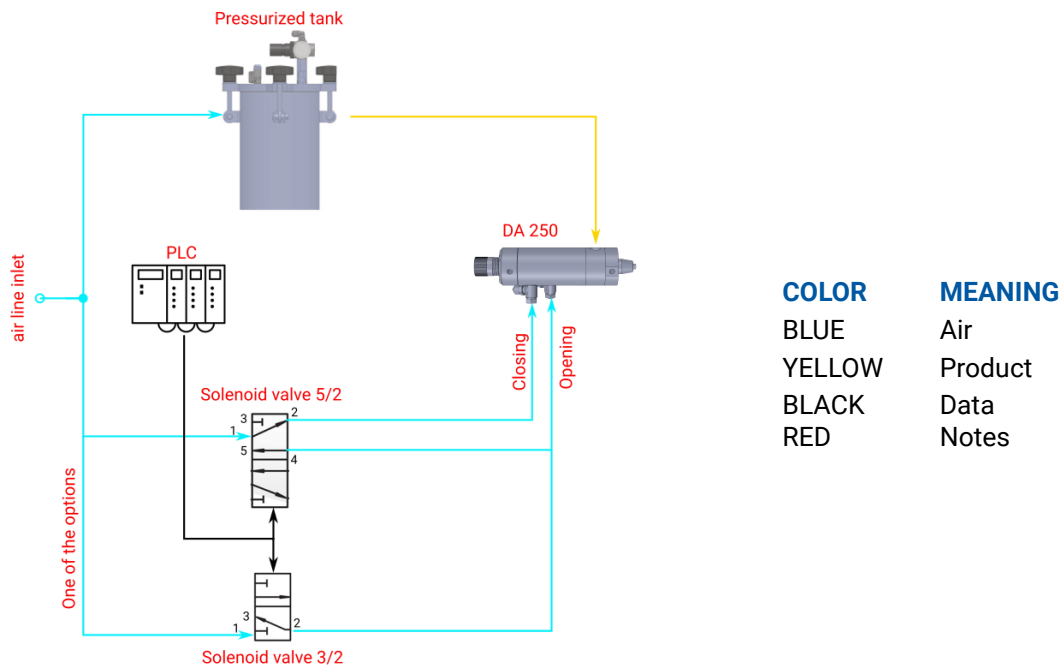 Pressurized tank
DA 250
PLC
air line inlet
Closing
Opening
Solenoid valve 5/2
3
2
1
5
4
One of the options
3
1
2
Solenoid valve 3/2
COLOR MEANING
BLUE Air
YELLOW Product
BLACK Data
RED Notes